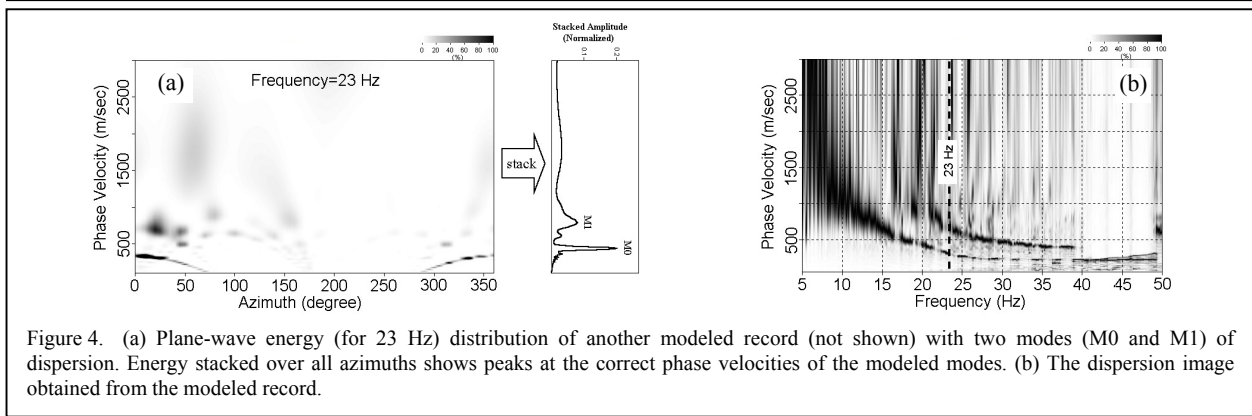 Stacked Amplitude
(Normalized)
0 20 40 60 80 100
(%)
0.1
0.2
0 20 40 60 80 100
(%)
(a)
Frequency=23 Hz
(b)
Phase Velocity (m/sec)
2500
1500
500
0 50 100 150 200 250 300 350
Azimuth (degree)
stack
M1
M0
Phase Velocity (m/sec)
2500
1500
500
23 Hz
5 10 15 20 25 30 35 40 45 50
Frequency (Hz)
Figure 4. (a) Plane-wave energy (for 23 Hz) distribution of another modeled record (not shown) with two modes (M0 and M1) of
dispersion. Energy stacked over all azimuths shows peaks at the correct phase velocities of the modeled modes. (b) The dispersion image
obtained from the modeled record.